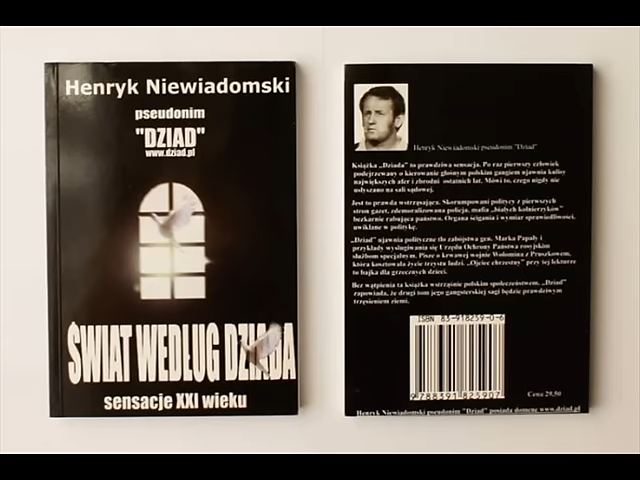 Henryk Niewiadomski
pseudonim
"DZIAD"
www.dziad.pl
ŚWIAT WEDŁUG DZIADA
sensacje XXI wieku
Henryk Niewiadomski pseudonim "Dziad"
Książka „Dziada” to prawdziwa sensacja. Po raz pierwszy człowiek
podejrzewany o kierowanie głośnym polskim gangiem ujawnia kulisy
największych afer i zbrodni ostatnich lat. Mówi to, czego nigdy nie
usłyszano na sali sądowej.
Jest to prawda wstrząsająca. Skorumpowani politycy z pierwszych
stron gazet, zdemoralizowana policja, mafia „białych kołnierzyków”
bezkarnie rabująca państwo. Organa ścigania i wymiar sprawiedliwości,
uwikłane w politykę.
„Dziad” ujawnia polityczne tło zabójstwa gen. Marka Papały i
przykłady wysługiwania się Urzędu Ochrony Państwa rosyjskim
służbom specjalnym. Pisze o krwawej wojnie Wołomina z Pruszkowem,
która kosztowała życie trzystu ludzi. „Ojciec chrzestny” przy tej lekturze
to bajka dla grzecznych dzieci.
Bez wątpienia ta książka wstrząśnie polskim społeczeństwem. „Dziad”
zapowiada, że drugi tom jego gangsterskiej sagi będzie prawdziwym
trzęsieniem ziemi.
ISBN 83-918259-0-6
9788391825907
Cena 29,50
Henryk Niewiadomski pseudonim "Dziad" posiada domenę www.dziad.pl